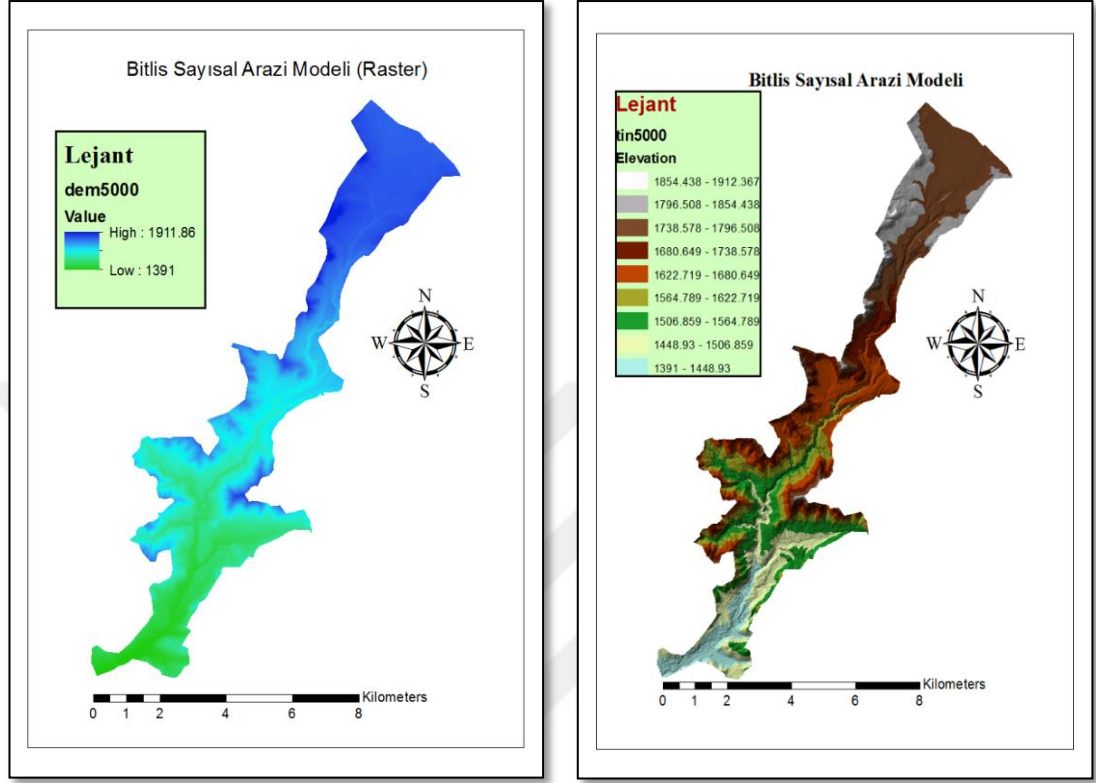 Bitlis Sayısal Arazi Modeli (Raster)
Lejant
dem5000
Value
High : 1911.86
Low : 1391
N
W
E
S
Kilometers
0 1 2 4 6 8
Bitlis Sayısal Arazi Modeli
Lejant
tin5000
Elevation
1854.438 - 1912.367
1796.508 - 1854.438
1738.578 - 1796.508
1680.649 - 1738.578
1622.719 - 1680.649
1564.789 - 1622.719
1506.859 - 1564.789
1448.93 - 1506.859
1391 - 1448.93
N
W
E
S
Kilometers
0 1 2 4 6 8